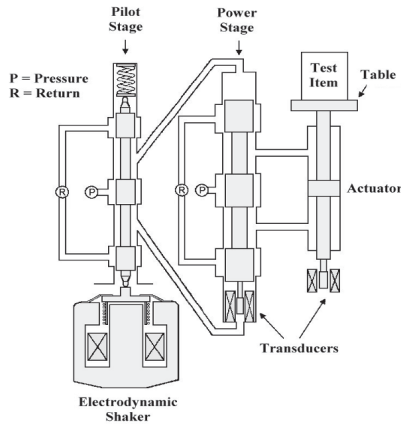 Pilot
Stage
Power
Stage
P = Pressure
R = Return
Test
Item
Table
R
P
R
P
Actuator
Transducers
Electrodynamic
Shaker